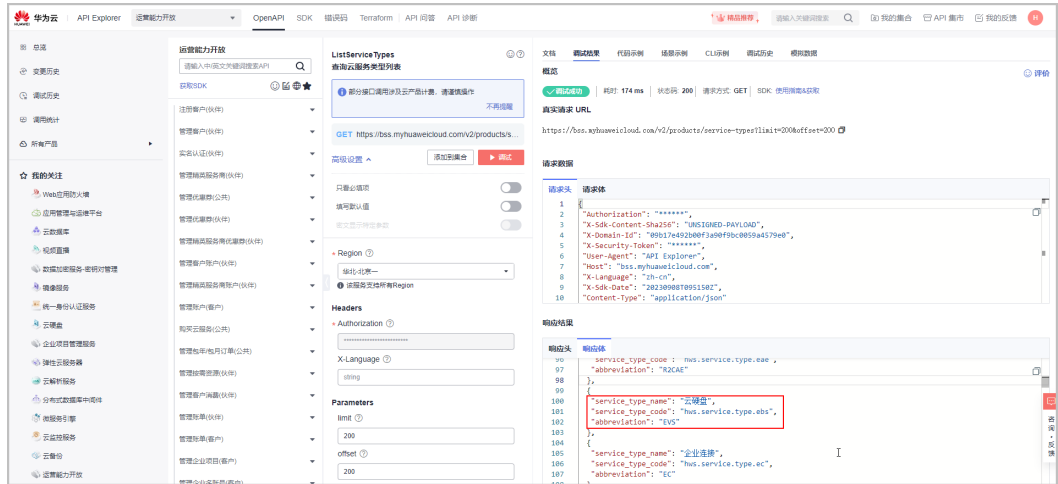 华为云
HUAWEI
API Explorer
运营能力开放
OpenAPI
SDK
错误码
Terraform
API 问答
API 诊断
精品推荐
请输入关键词搜索
我的集合
API 集市
我的反馈
总览
变更历史
调试历史
调用统计
所有产品
我的关注
Web应用防火墙
应用管理与运维平台
云数据库
视频直播
数据加密服务-密钥对管理
镜像服务
统一身份认证服务
云硬盘
企业项目管理服务
弹性云服务器
云解析服务
分布式数据库中间件
微服务引擎
云监控服务
云备份
运营能力开放
运营能力开放
请输入中/英文关键词搜索API
获取SDK
注册客户(伙伴)
管理客户(伙伴)
实名认证(伙伴)
管理精英服务商(伙伴)
管理优惠券(公共)
管理优惠券(伙伴)
管理精英服务商优惠券(伙伴)
管理客户账户(伙伴)
管理精英服务商账户(伙伴)
管理账户(客户)
购买云服务(公共)
管理包年/包月订单(公共)
管理按需资源(伙伴)
管理客户消费(伙伴)
管理账单(伙伴)
管理账单(客户)
管理企业项目(客户)
管理企业多账号(客户)
ListServiceTypes
查询云服务类型列表
部分接口调用涉及云产品计费，请谨慎操作
不再提醒
GET https://bss.myhuaweicloud.com/v2/products/s...
高级设置
添加到集合
调试
只看必填项
填写默认值
密文显示特定参数
* Region
华北-北京一
该服务支持所有Region
Headers
* Authorization
************************
X-Language
string
Parameters
limit
200
offset
200
文档
调试结果
代码示例
场景示例
CLI示例
调试历史
模拟数据
概览
评价
调试成功
耗时: 174 ms
状态码: 200
请求方式: GET
SDK: 使用指南&获取
真实请求 URL
https://bss.myhuaweicloud.com/v2/products/service-types?limit=200&offset=200
请求数据
请求头
请求体
1 {
2 "Authorization": "******",
3 "X-Sdk-Content-Sha256": "UNSIGNED-PAYLOAD",
4 "X-Domain-Id": "09b17e492b00f3a90f9bc0059a4579e0",
5 "X-Security-Token": "******",
6 "User-Agent": "API Explorer",
7 "Host": "bss.myhuaweicloud.com",
8 "X-Language": "zh-cn",
9 "X-Sdk-Date": "20230908T095150Z",
10 "Content-Type": "application/json"
响应结果
响应头
响应体
96 "service_type_code": "hws.service.type.eae",
97 "abbreviation": "R2CAE"
98 },
99 {
100 "service_type_name": "云硬盘",
101 "service_type_code": "hws.service.type.ebs",
102 "abbreviation": "EVS"
103 },
104 {
105 "service_type_name": "企业连接",
106 "service_type_code": "hws.service.type.ec",
107 "abbreviation": "EC"
咨询·反馈